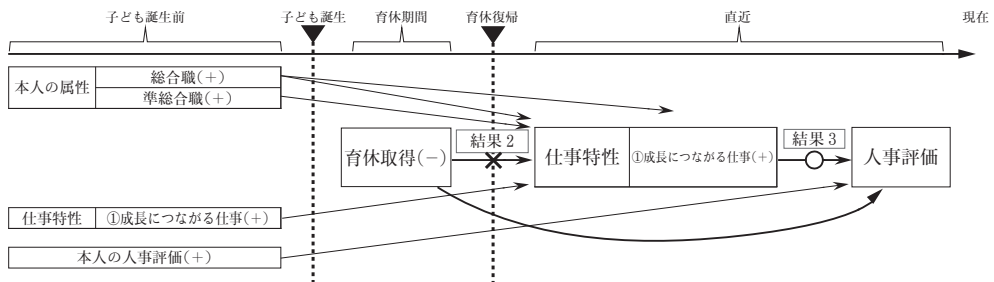 子ども誕生前
子ども誕生
育休期間
育休復帰
直近
現在
本人の属性
総合職(+)
準総合職(+)
育休取得(−)
結果2
仕事特性
①成長につながる仕事(+)
結果3
人事評価
仕事特性
①成長につながる仕事(+)
本人の人事評価(+)